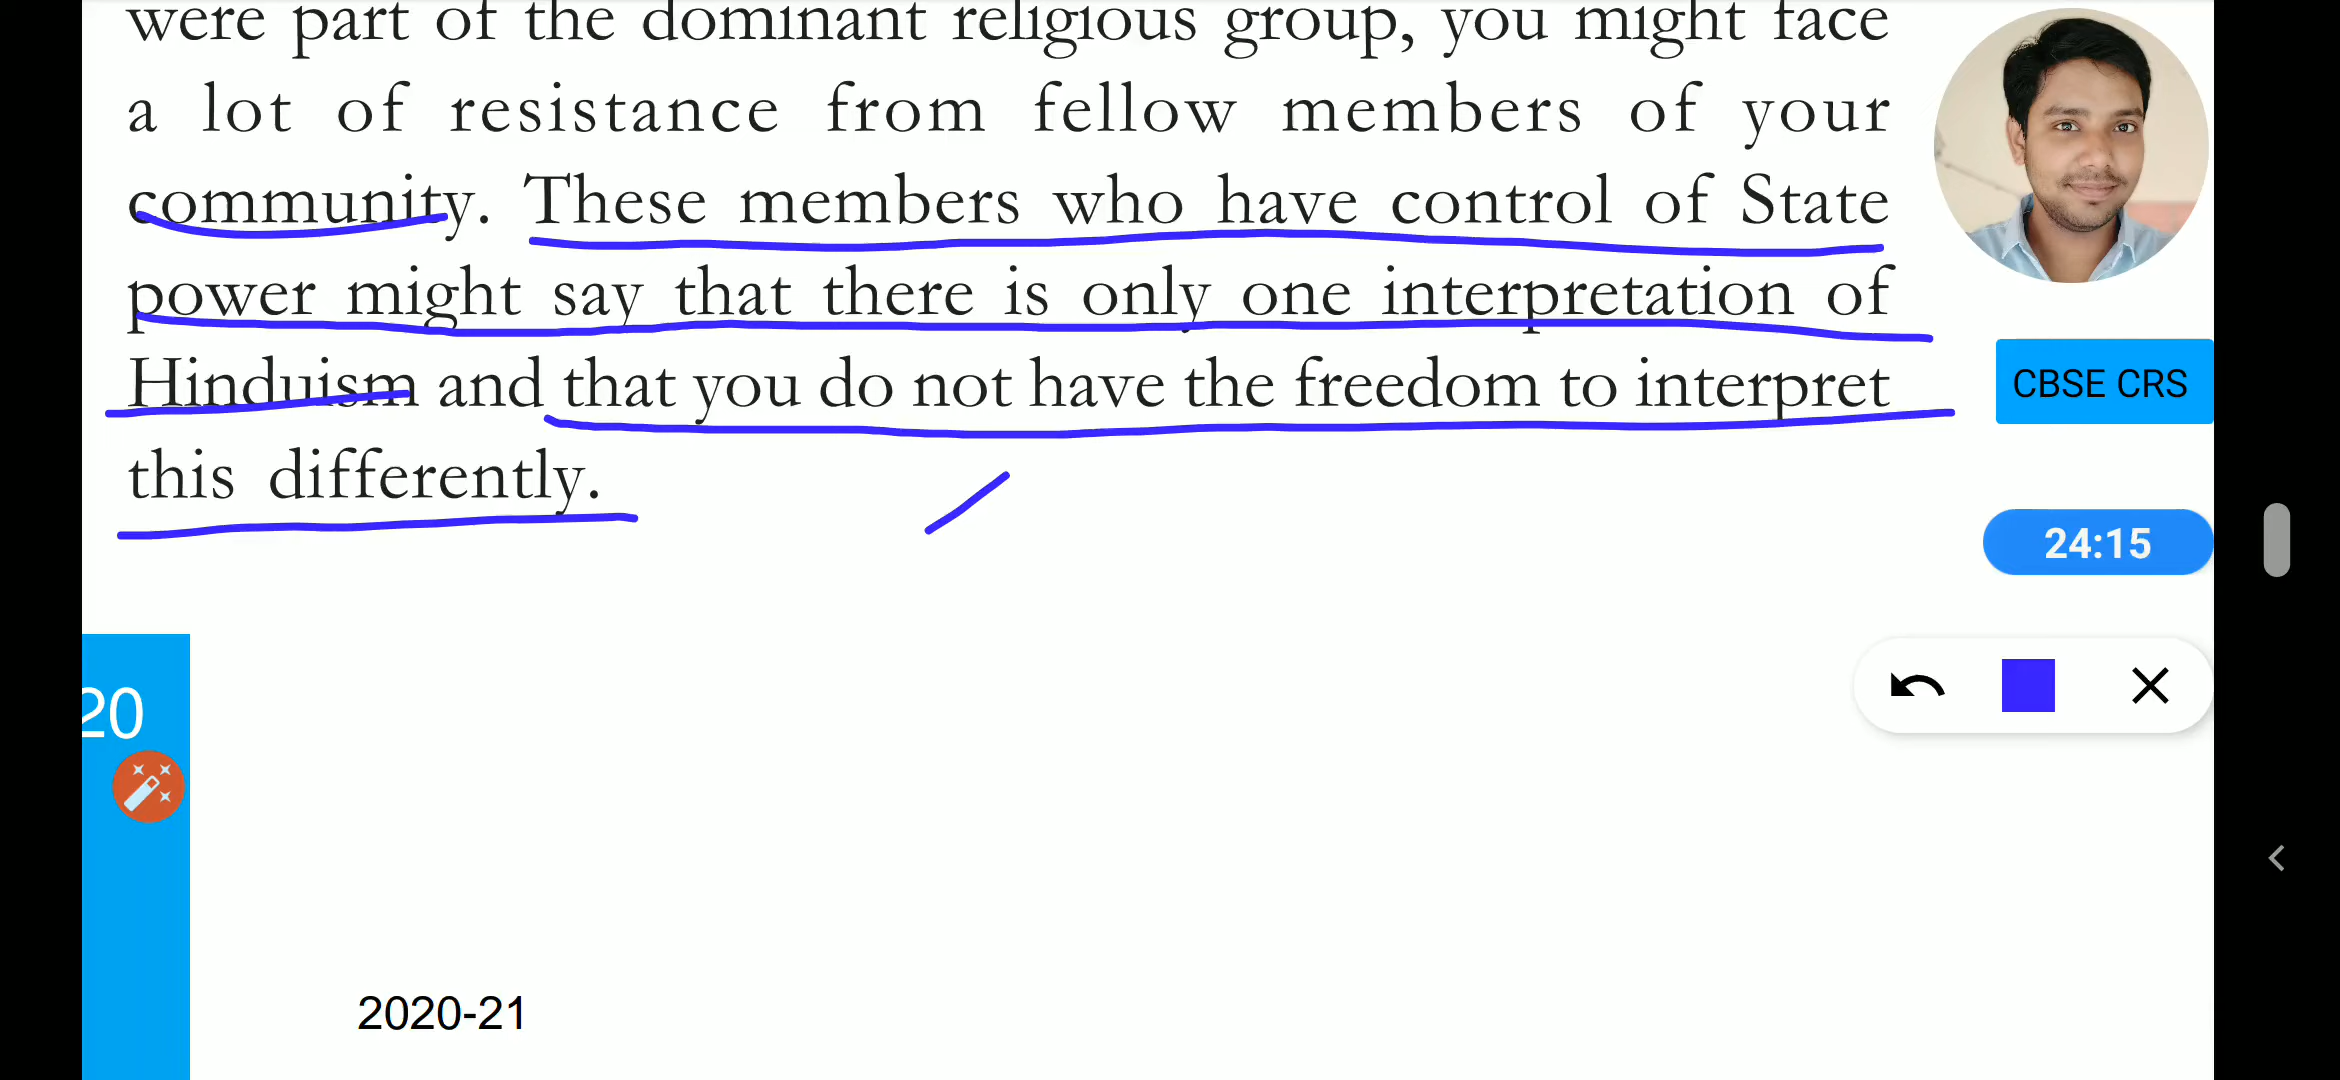 were part of the dominant religious group, you might face
a lot of resistance from fellow members of your
community. These members who have control of State
power might say that there is only one interpretation of
Hinduism and that you do not have the freedom to interpret
this differently.
CBSE CRS
24:15
20
2020-21